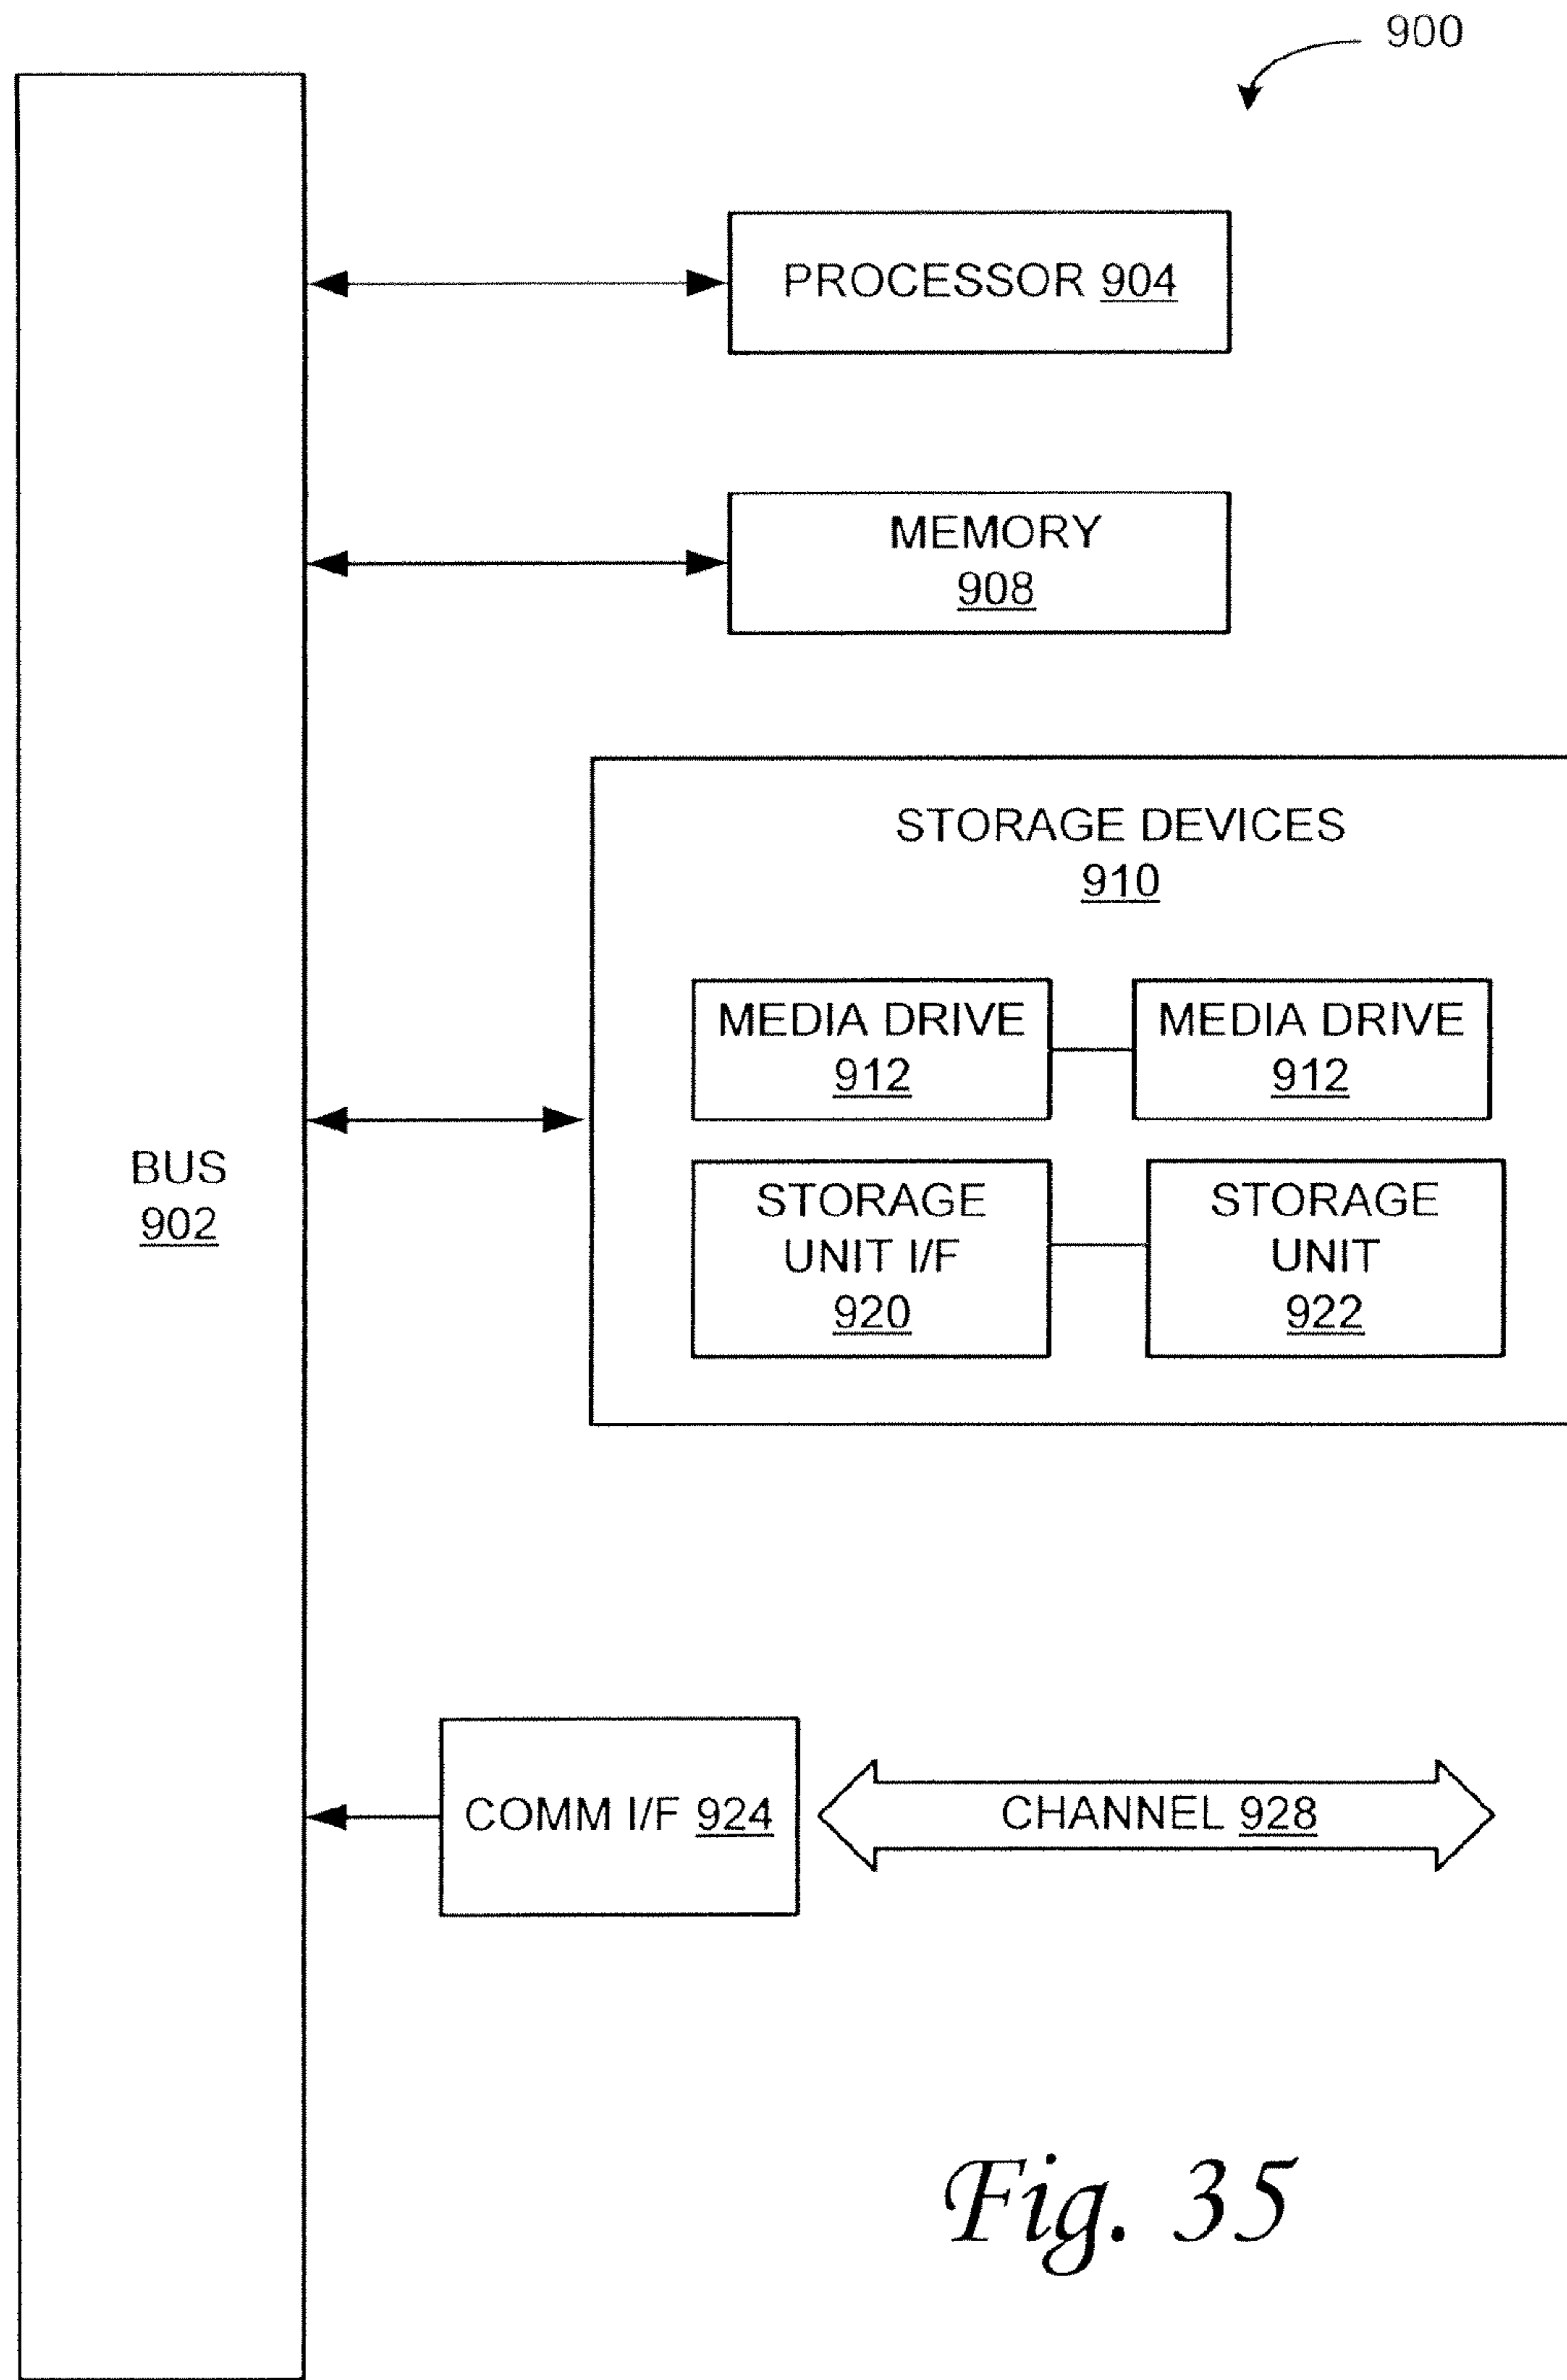 900
PROCESSOR 904
MEMORY
908
STORAGE DEVICES
910
MEDIA DRIVE
912
MEDIA DRIVE
912
BUS
902
STORAGE
UNIT I/F
920
STORAGE
UNIT
922
COMM I/F 924
CHANNEL 928
Fig. 35